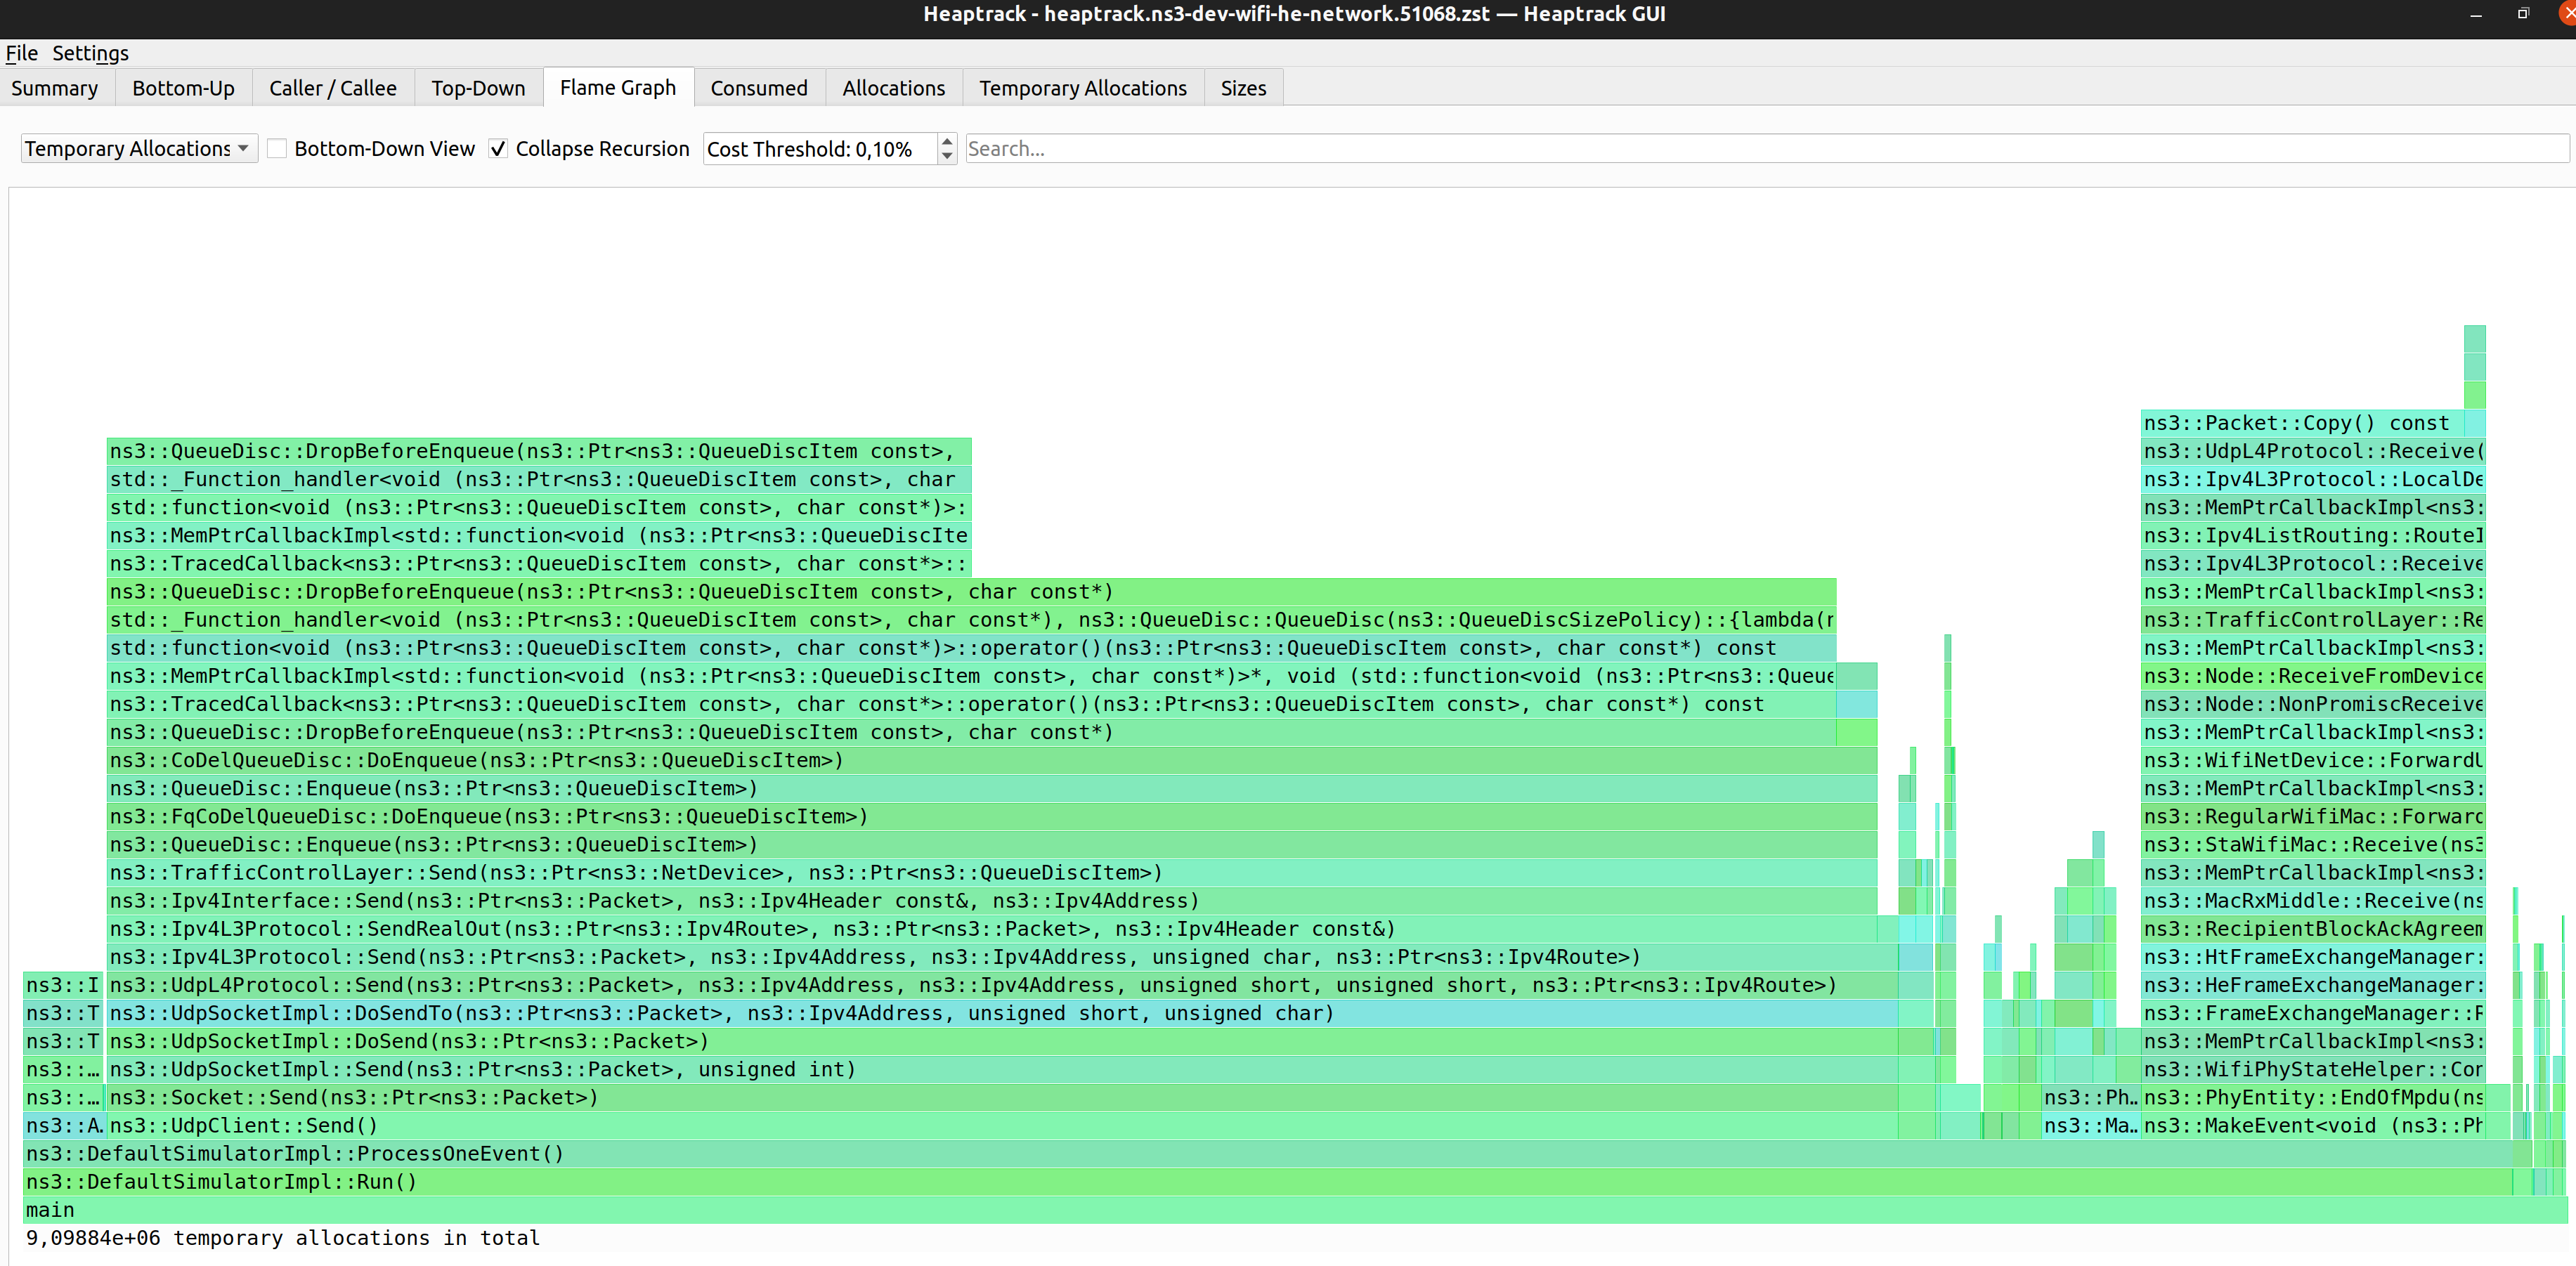 Heaptrack - heaptrack.ns3-dev-wifi-he-network.51068.zst — Heaptrack GUI
File Settings
Summary Bottom-Up Caller / Callee Top-Down Flame Graph Consumed Allocations Temporary Allocations Sizes
Temporary Allocations Bottom-Down View Collapse Recursion Cost Threshold: 0,10% Search...
ns3::Packet::Copy() const
ns3::QueueDisc::DropBeforeEnqueue(ns3::Ptr<ns3::QueueDiscItem const>, ns3::UdpL4Protocol::Receive(
std::_Function_handler<void (ns3::Ptr<ns3::QueueDiscItem const>, char ns3::Ipv4L3Protocol::LocalDe
std::function<void (ns3::Ptr<ns3::QueueDiscItem const>, char const*)>: ns3::MemPtrCallbackImpl<ns3:
ns3::MemPtrCallbackImpl<std::function<void (ns3::Ptr<ns3::QueueDiscIte ns3::Ipv4ListRouting::RouteI
ns3::TracedCallback<ns3::Ptr<ns3::QueueDiscItem const>, char const*>:: ns3::Ipv4L3Protocol::Receive
ns3::QueueDisc::DropBeforeEnqueue(ns3::Ptr<ns3::QueueDiscItem const>, char const*) ns3::MemPtrCallbackImpl<ns3:
std::_Function_handler<void (ns3::Ptr<ns3::QueueDiscItem const>, char const*), ns3::QueueDisc::QueueDisc(ns3::QueueDiscSizePolicy)::{lambda(n ns3::TrafficControlLayer::Re
std::function<void (ns3::Ptr<ns3::QueueDiscItem const>, char const*)>::operator()(ns3::Ptr<ns3::QueueDiscItem const>, char const*) const ns3::MemPtrCallbackImpl<ns3:
ns3::MemPtrCallbackImpl<std::function<void (ns3::Ptr<ns3::QueueDiscItem const>, char const*)>*, void (std::function<void (ns3::Ptr<ns3::Queue ns3::Node::ReceiveFromDevice
ns3::TracedCallback<ns3::Ptr<ns3::QueueDiscItem const>, char const*>::operator()(ns3::Ptr<ns3::QueueDiscItem const>, char const*) const ns3::Node::NonPromiscReceive
ns3::QueueDisc::DropBeforeEnqueue(ns3::Ptr<ns3::QueueDiscItem const>, char const*) ns3::MemPtrCallbackImpl<ns3:
ns3::CoDelQueueDisc::DoEnqueue(ns3::Ptr<ns3::QueueDiscItem>) ns3::WifiNetDevice::ForwardU
ns3::QueueDisc::Enqueue(ns3::Ptr<ns3::QueueDiscItem>) ns3::MemPtrCallbackImpl<ns3:
ns3::FqCoDelQueueDisc::DoEnqueue(ns3::Ptr<ns3::QueueDiscItem>) ns3::RegularWifiMac::Forward
ns3::QueueDisc::Enqueue(ns3::Ptr<ns3::QueueDiscItem>) ns3::StaWifiMac::Receive(ns3
ns3::TrafficControlLayer::Send(ns3::Ptr<ns3::NetDevice>, ns3::Ptr<ns3::QueueDiscItem>) ns3::MemPtrCallbackImpl<ns3:
ns3::Ipv4Interface::Send(ns3::Ptr<ns3::Packet>, ns3::Ipv4Header const&, ns3::Ipv4Address) ns3::MacRxMiddle::Receive(ns
ns3::Ipv4L3Protocol::SendRealOut(ns3::Ptr<ns3::Ipv4Route>, ns3::Ptr<ns3::Packet>, ns3::Ipv4Header const&) ns3::RecipientBlockAckAgreem
ns3::Ipv4L3Protocol::Send(ns3::Ptr<ns3::Packet>, ns3::Ipv4Address, ns3::Ipv4Address, unsigned char, ns3::Ptr<ns3::Ipv4Route>) ns3::HtFrameExchangeManager:
ns3::I ns3::UdpL4Protocol::Send(ns3::Ptr<ns3::Packet>, ns3::Ipv4Address, ns3::Ipv4Address, unsigned short, unsigned short, ns3::Ptr<ns3::Ipv4Route>) ns3::HeFrameExchangeManager:
ns3::T ns3::UdpSocketImpl::DoSendTo(ns3::Ptr<ns3::Packet>, ns3::Ipv4Address, unsigned short, unsigned char) ns3::FrameExchangeManager::R
ns3::T ns3::UdpSocketImpl::DoSend(ns3::Ptr<ns3::Packet>) ns3::MemPtrCallbackImpl<ns3:
ns3::… ns3::UdpSocketImpl::Send(ns3::Ptr<ns3::Packet>, unsigned int) ns3::WifiPhyStateHelper::Con
ns3::… ns3::Socket::Send(ns3::Ptr<ns3::Packet>) ns3::Ph… ns3::PhyEntity::EndOfMpdu(ns
ns3::A. ns3::UdpClient::Send() ns3::Ma… ns3::MakeEvent<void (ns3::Ph
ns3::DefaultSimulatorImpl::ProcessOneEvent()
ns3::DefaultSimulatorImpl::Run()
main
9,09884e+06 temporary allocations in total